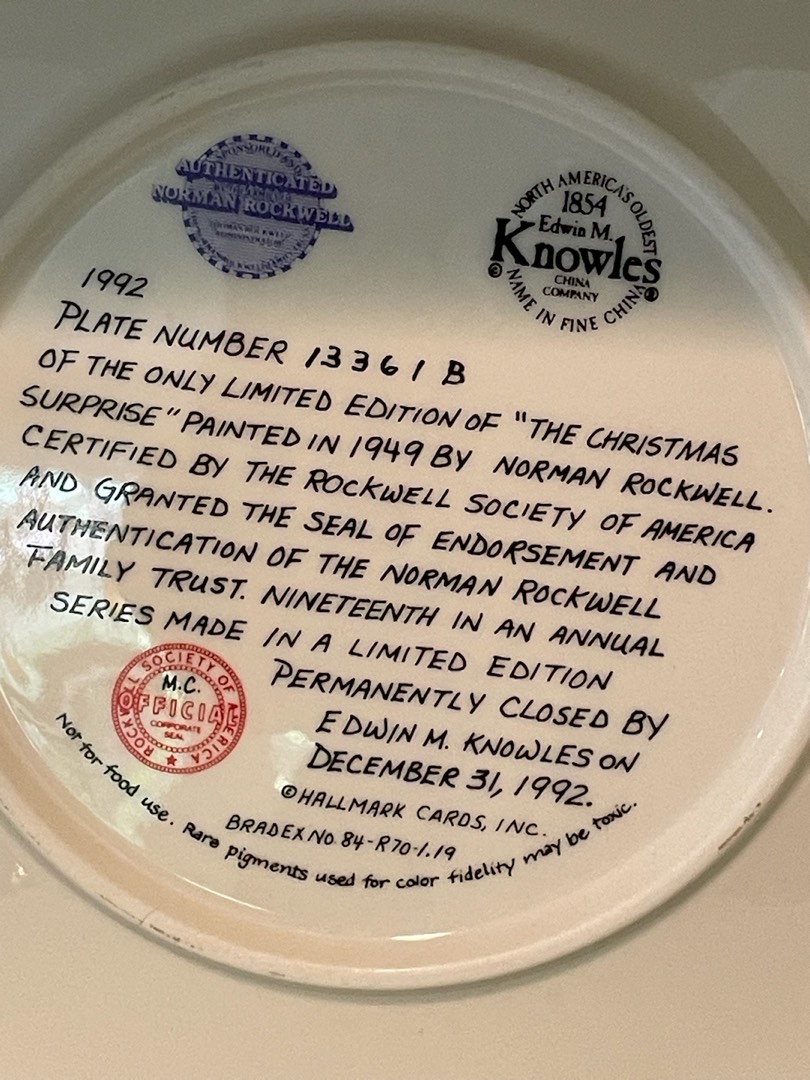 SPONSORED AND
AUTHENTICATED
NORMAN ROCKWELL
NORTH AMERICA'S OLDEST
1854
Edwin M.
Knowles
CHINA
COMPANY
NAME IN FINE CHINA
1992
PLATE NUMBER 13361 B
OF THE ONLY LIMITED EDITION OF "THE CHRISTMAS
SURPRISE" PAINTED IN 1949 BY NORMAN ROCKWELL.
CERTIFIED BY THE ROCKWELL SOCIETY OF AMERICA
AND GRANTED THE SEAL OF ENDORSEMENT AND
AUTHENTICATION OF THE NORMAN ROCKWELL
FAMILY TRUST. NINETEENTH IN AN ANNUAL
SERIES MADE IN A LIMITED EDITION
PERMANENTLY CLOSED BY
EDWIN M. KNOWLES ON
DECEMBER 31, 1992.
ROCKWELL SOCIETY OF AMERICA
M.C.
OFFICIAL
CORPORATE
SEAL
©HALLMARK CARDS, INC.
BRADEX NO. 84-R70-1.19
Not for food use. Rare pigments used for color fidelity may be toxic.